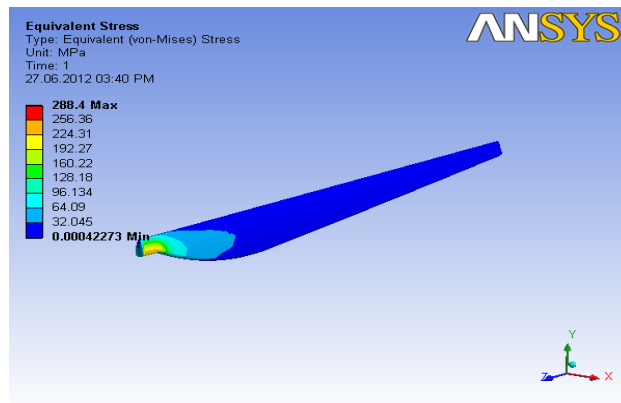 Equivalent Stress
Type: Equivalent (von-Mises) Stress
Unit: MPa
Time: 1
27.06.2012 03:40 PM
ANSYS
288.4 Max
256.36
224.31
192.27
160.22
128.18
96.134
64.09
32.045
0.00042273 Min
Y
Z
X